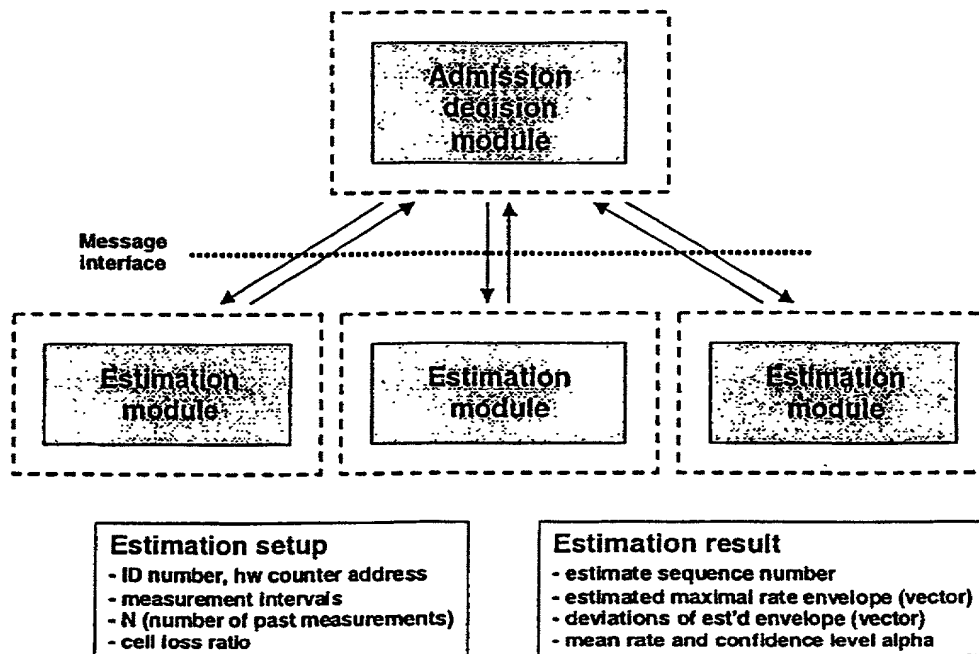 Admission
decision
module
Message
interface
Estimation
module
Estimation
module
Estimation
module
Estimation setup
- ID number, hw counter address
- measurement intervals
- N (number of past measurements)
- cell loss ratio
Estimation result
- estimate sequence number
- estimated maximal rate envelope (vector)
- deviations of est'd envelope (vector)
- mean rate and confidence level alpha